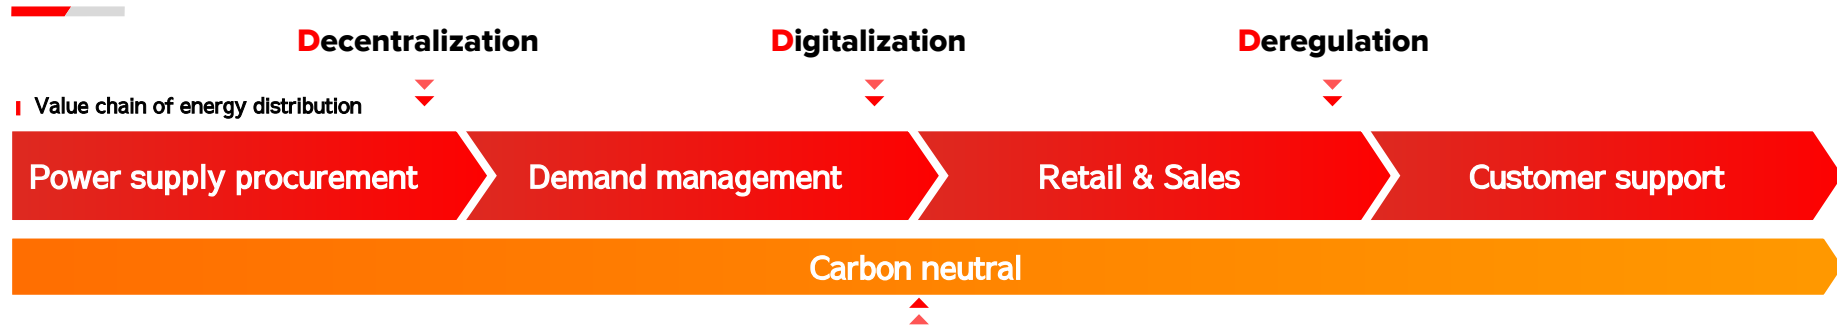 Decentralization
Digitalization
Deregulation
Value chain of energy distribution
Power supply procurement
Demand management
Retail & Sales
Customer support
Carbon neutral